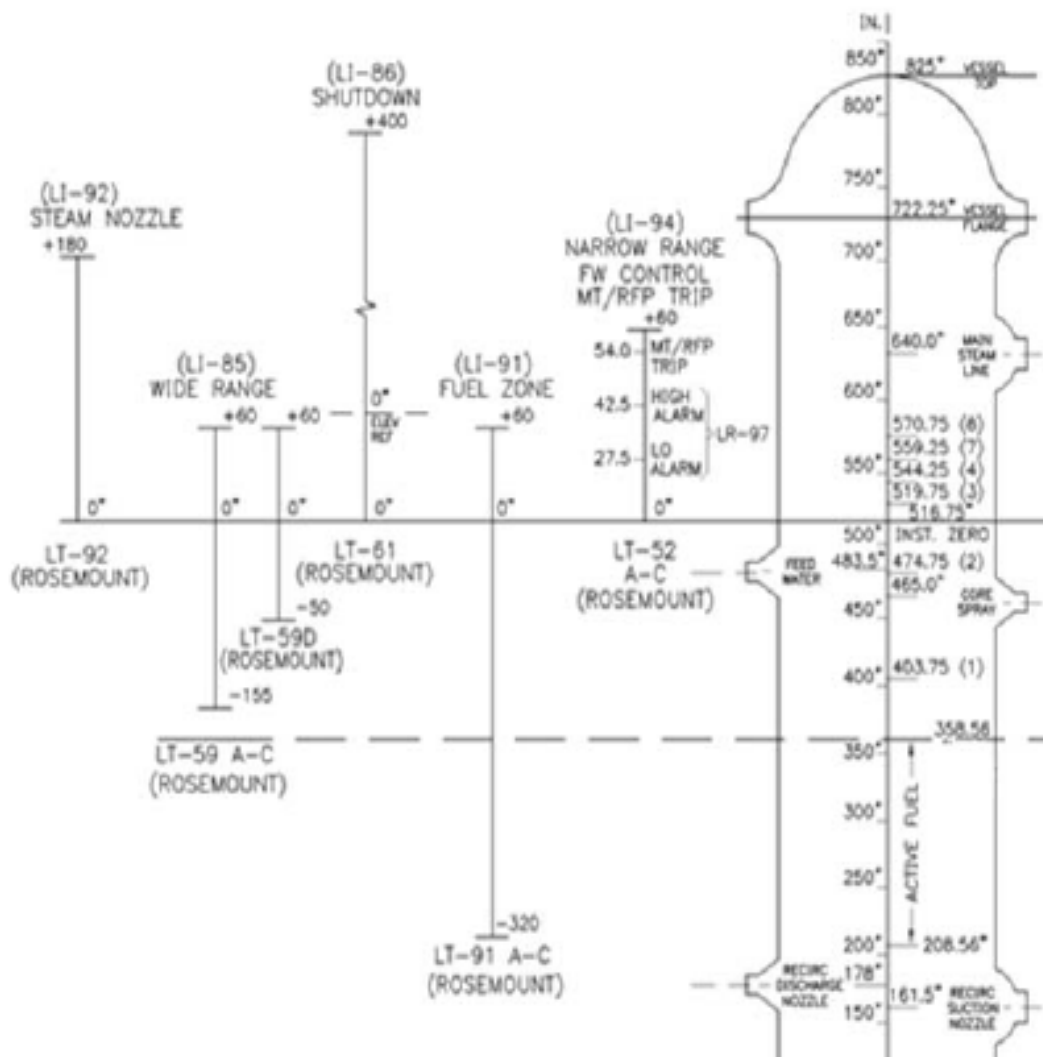 IN.
850"
825" VESSEL
TOP
(LI-86)
SHUTDOWN
+400
800"
750"
(LI-92)
STEAM NOZZLE
+180
722.25" VESSEL
FLANGE
(LI-94)
NARROW RANGE
FW CONTROL
MT/RFP TRIP
+60
700"
650"
640.0" MAIN
STEAM
LINE
54.0 MT/RFP
TRIP
(LI-85)
WIDE RANGE
+60
+60
(LI-91)
FUEL ZONE
+60
0"
ELEV
REF
600"
42.5 HIGH
ALARM
LR-97
27.5 LO
ALARM
570.75 (8)
559.25 (7)
550"
544.25 (4)
519.75 (3)
516.75"
0"
0"
0"
0"
0"
0"
500" INST. ZERO
LT-92
(ROSEMOUNT)
LT-61
(ROSEMOUNT)
LT-52
A-C
(ROSEMOUNT)
FEED
WATER
483.5" 474.75 (2)
465.0" CORE
SPRAY
450"
-50
LT-59D
(ROSEMOUNT)
403.75 (1)
400"
-155
358.56
LT-59 A-C
(ROSEMOUNT)
350"
300"
ACTIVE FUEL
250"
-320
LT-91 A-C
(ROSEMOUNT)
200"
208.56"
RECIRC
DISCHARGE
NOZZLE
178"
161.5" RECIRC
SUCTION
NOZZLE
150"